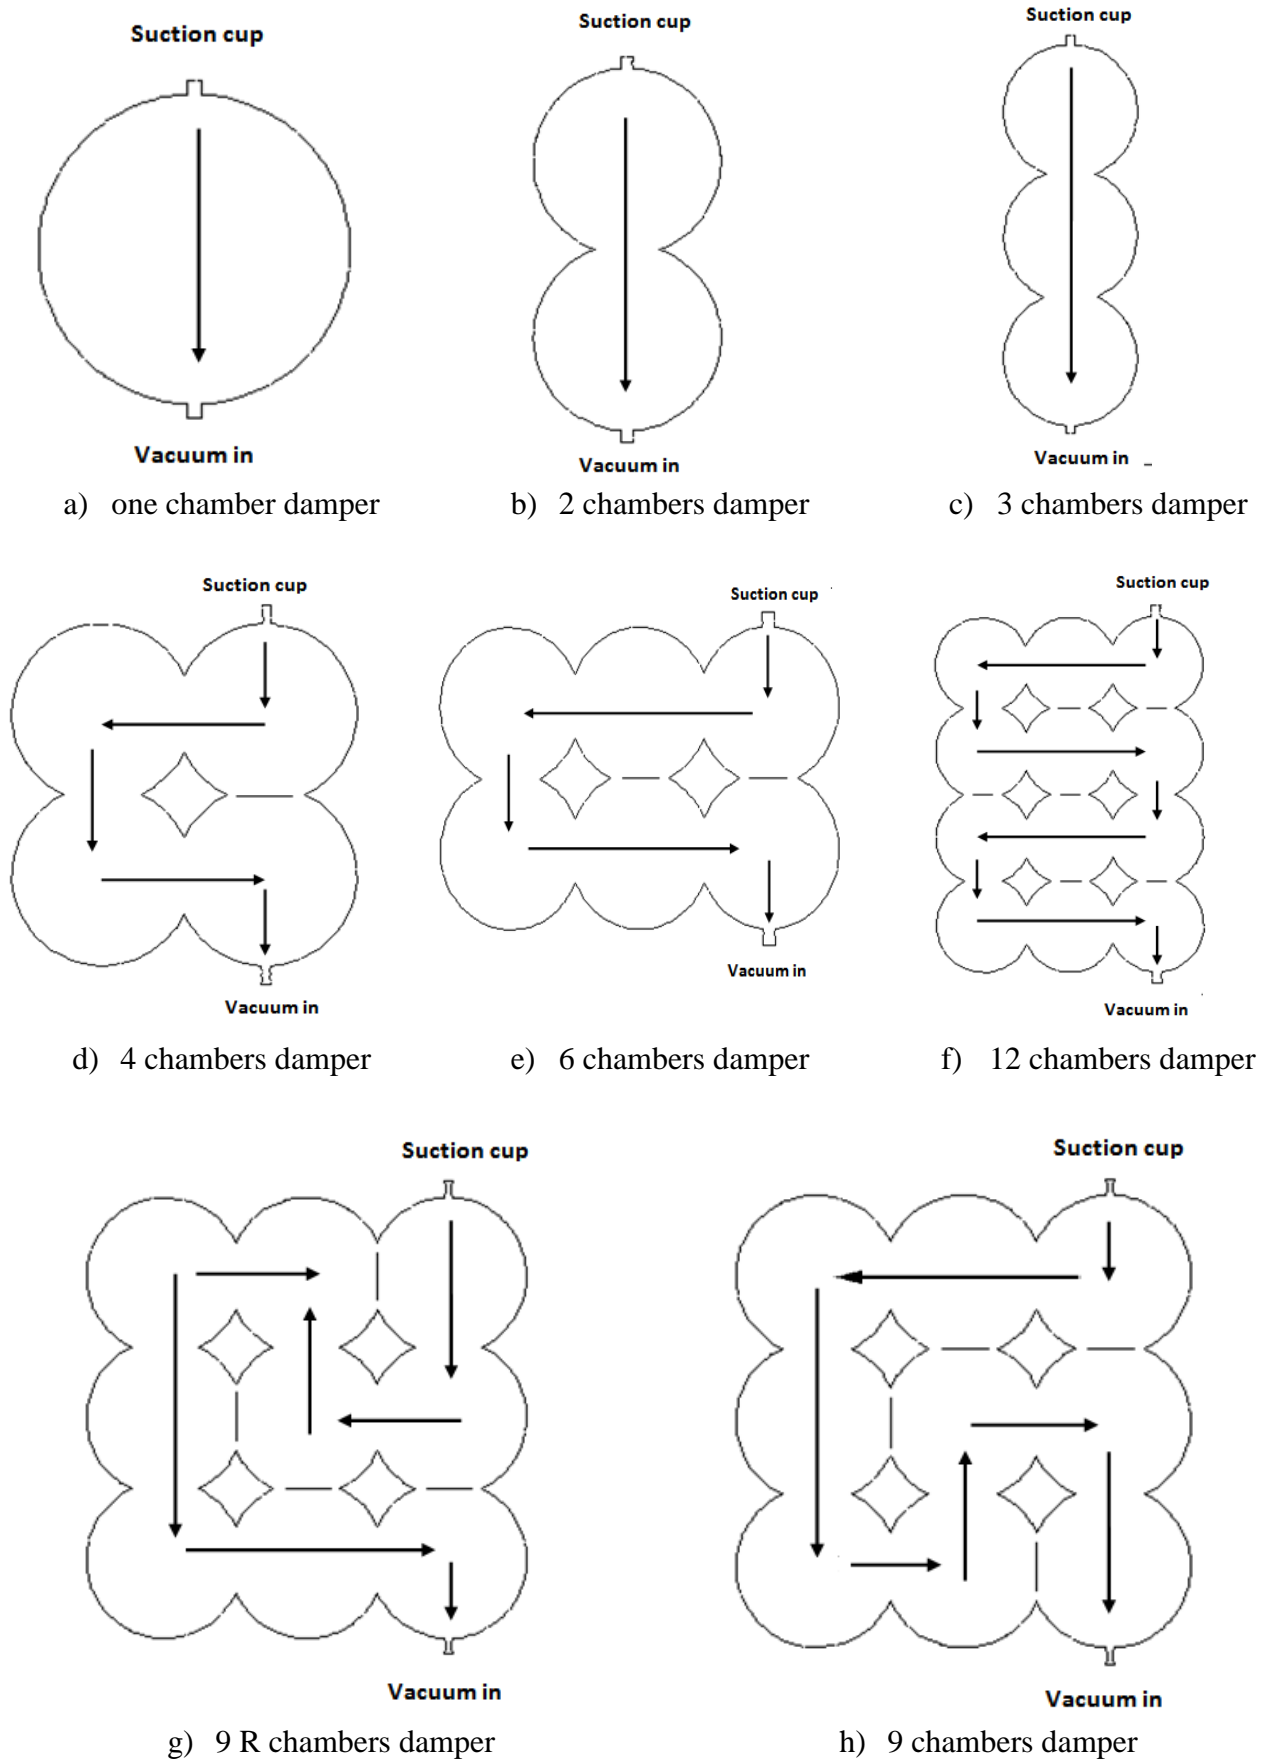 Suction cup
Suction cup
Suction cup
Vacuum in
Vacuum in
Vacuum in
a) one chamber damper
b) 2 chambers damper
c) 3 chambers damper
Suction cup
Suction cup
Suction cup
Vacuum in
Vacuum in
Vacuum in
d) 4 chambers damper
e) 6 chambers damper
f) 12 chambers damper
Suction cup
Suction cup
Vacuum in
Vacuum in
g) 9 R chambers damper
h) 9 chambers damper